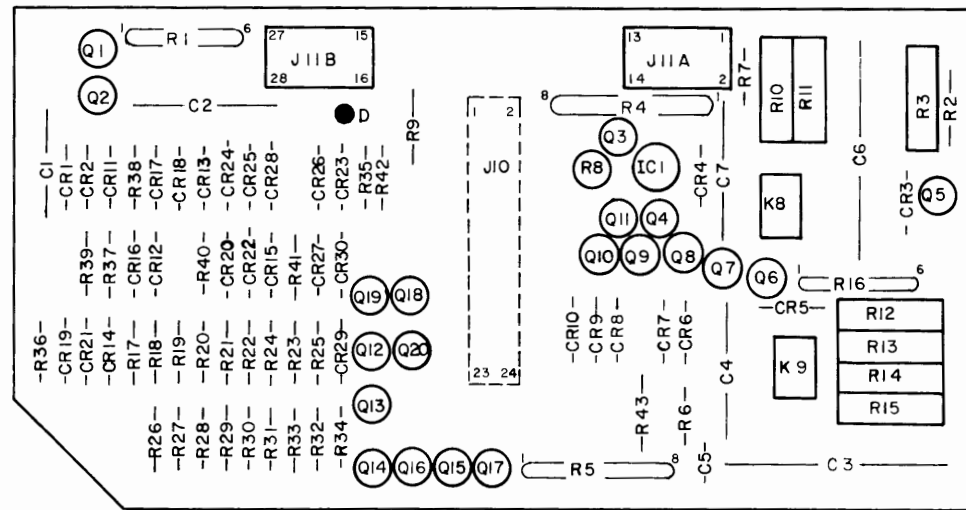 Q1
1 R1 6
27 15
J11B
28 16
13 1
J11A
14 2
-R7-
R10
R11
C6
R3
-R2-
Q2
C2
D
-R9-
1 2
J10
23 24
8 R4 1
Q3
R8
IC1
-CR4-
C7
K8
-CR3-
Q5
C1
-CR1-
-CR2-
-CR11-
-R38-
-CR17-
-CR18-
-CR13-
-CR24-
-CR25-
-CR28-
-CR26-
-CR23-
-R35-
-R42-
Q11
Q4
Q10
Q9
Q8
Q7
Q6
1 R16 6
-R39-
-R37-
-CR16-
-CR12-
-R40-
-CR20-
-CR22-
-CR15-
-R41-
-CR27-
-CR30-
Q19
Q18
-CR10-
-CR9-
-CR8-
-CR7-
-CR6-
-CR5-
R12
R13
R14
R15
-R36-
-CR19-
-CR21-
-CR14-
-R17-
-R18-
-R19-
-R20-
-R21-
-R22-
-R24-
-R23-
-R25-
-CR29-
Q12
Q20
C4
K9
Q13
-R26-
-R27-
-R28-
-R29-
-R30-
-R31-
-R33-
-R32-
-R34-
-R43-
-R6-
Q14
Q16
Q15
Q17
1 R5 8
-C5-
C3